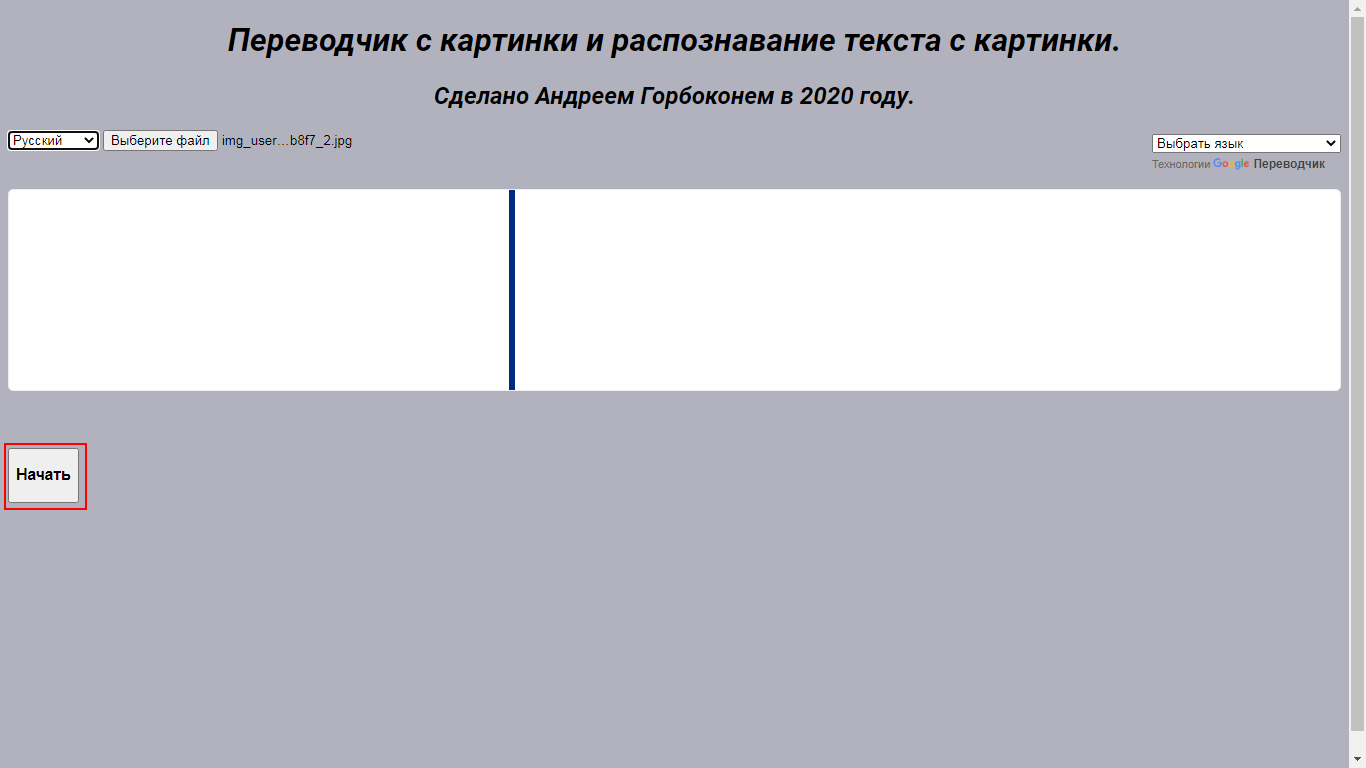 Переводчик с картинки и распознавание текста с картинки.
Сделано Андреем Горбоконем в 2020 году.
Русский Выберите файл img_user...b8f7_2.jpg
Выбрать язык
Технологии Google Переводчик
Начать